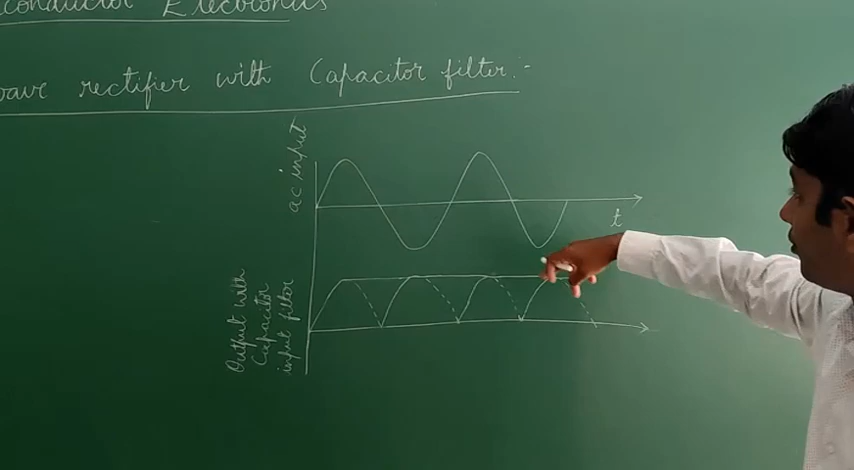 conductor Electronics
wave rectifier with Capacitor filter:-
ac input
t
Output with
Capacitor
input filter